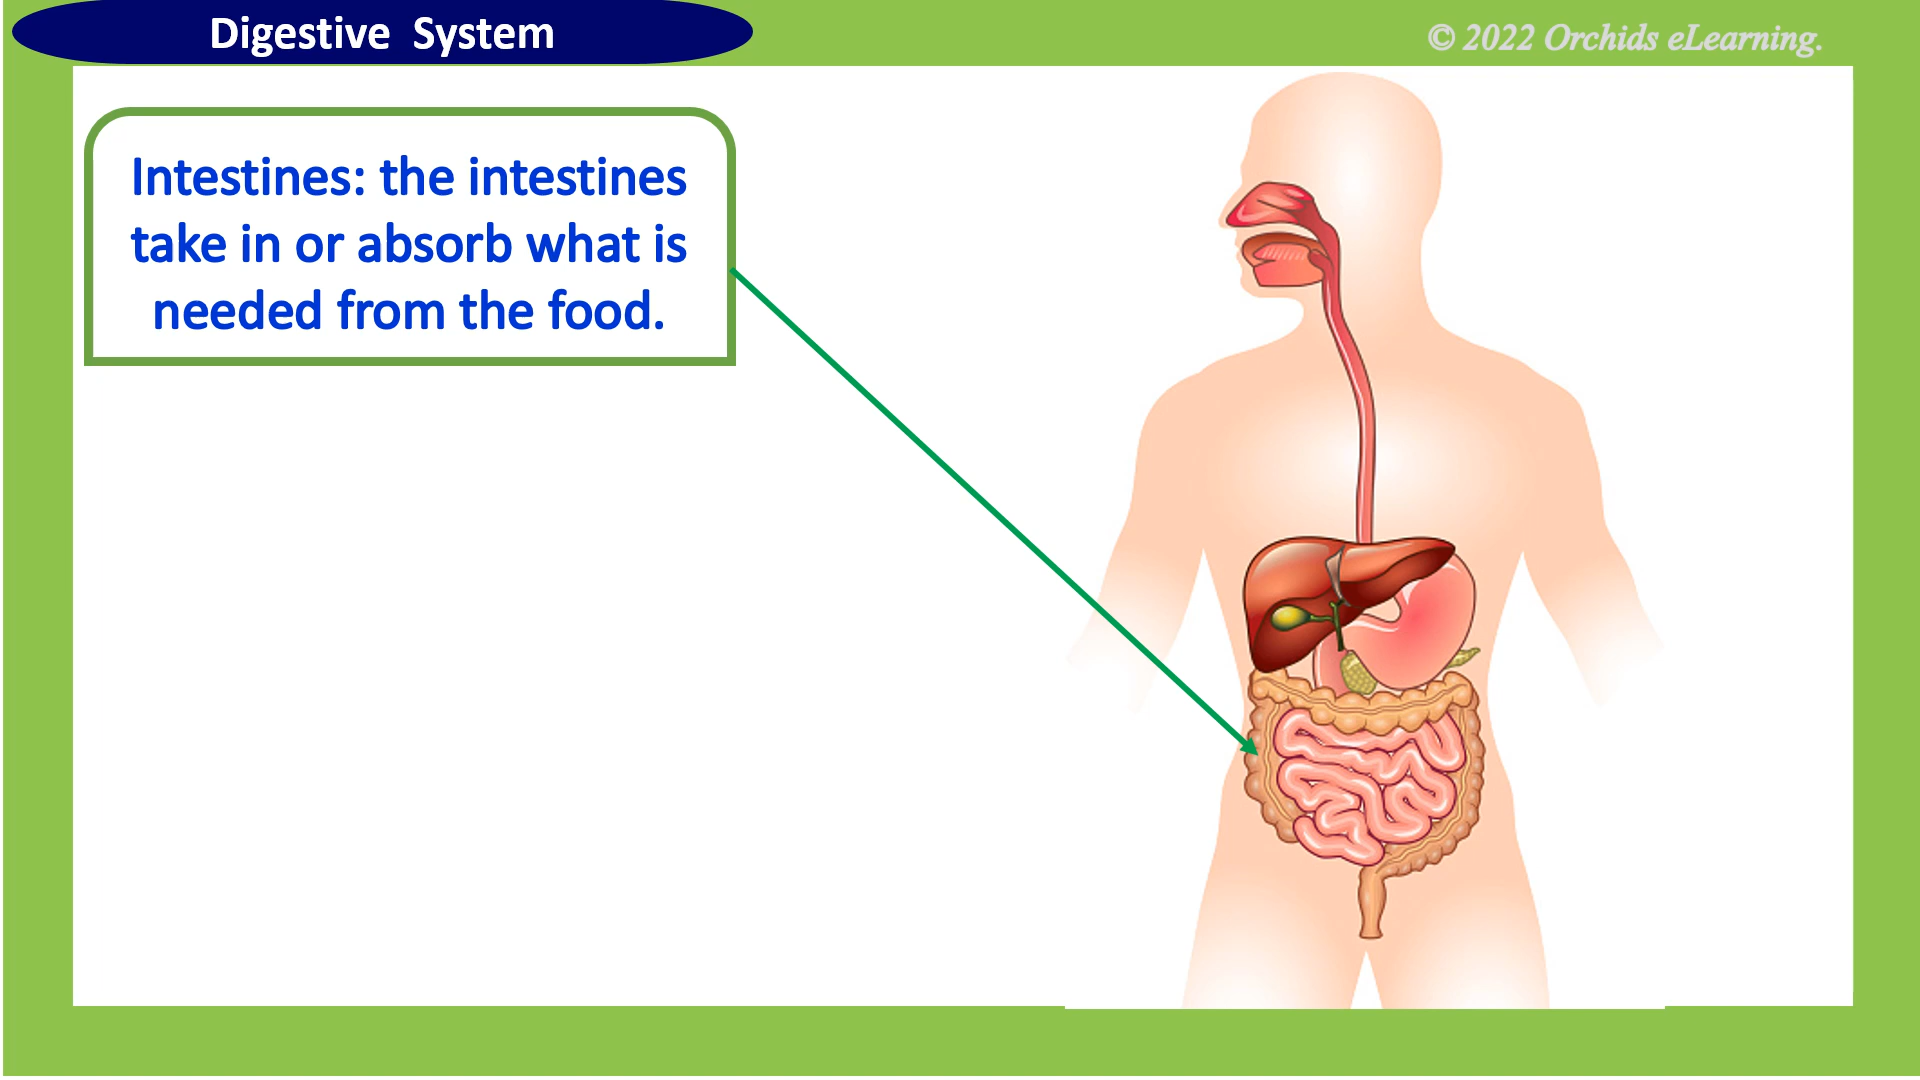 Digestive System
© 2022 Orchids eLearning.
Intestines: the intestines
take in or absorb what is
needed from the food.